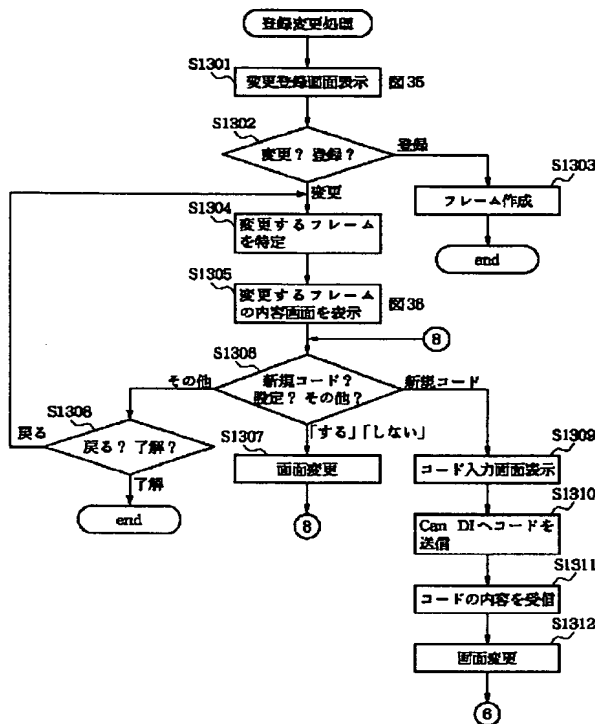 登録変更処理
S1301
変更登録画面表示
図35
S1302
変更？ 登録？
登録
変更
S1303
フレーム作成
end
S1304
変更するフレーム
を特定
S1305
変更するフレーム
の内容画面を表示
図36
8
S1306
新規コード？
設定？ その他？
その他
新規コード
「する」「しない」
S1308
戻る？ 了解？
戻る
了解
end
S1307
画面変更
8
S1309
コード入力画面表示
S1310
Can DIへコードを
送信
S1311
コードの内容を受信
S1312
画面変更
6